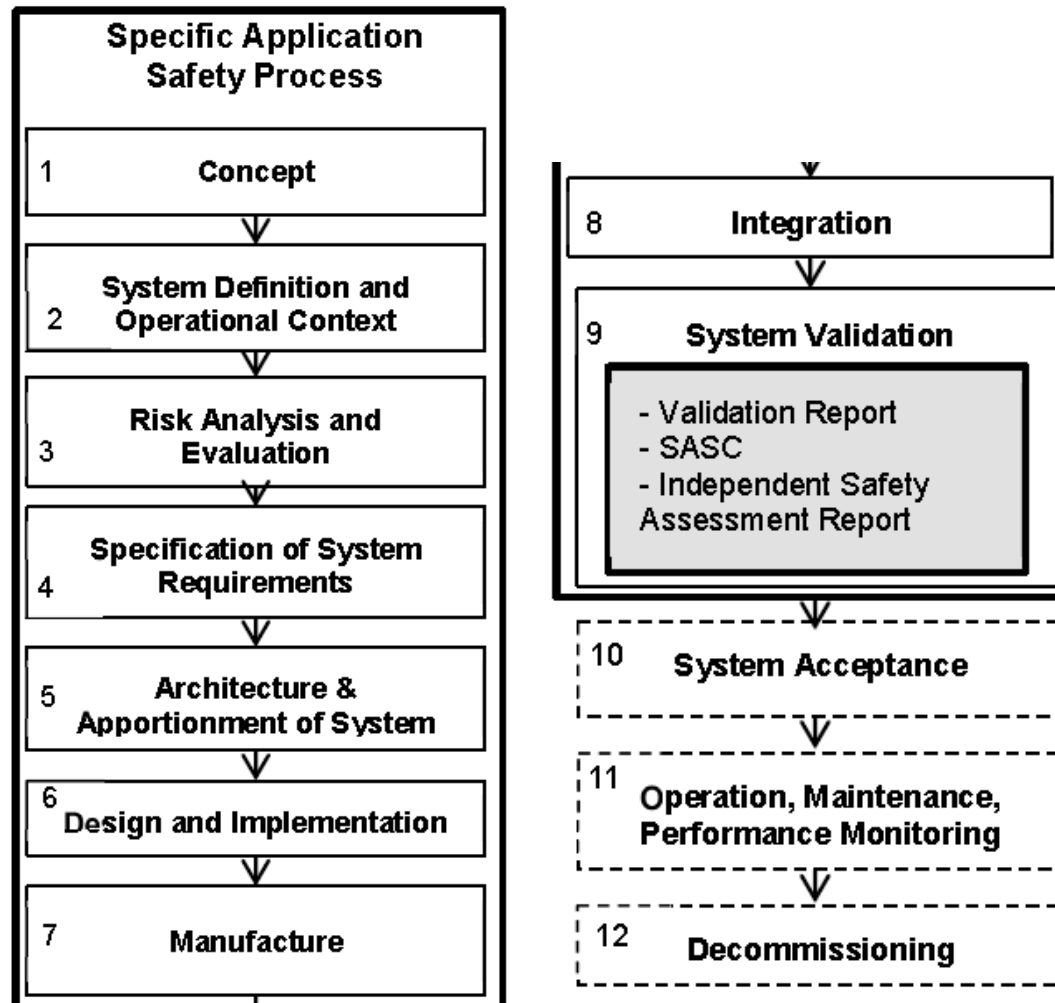 Specific Application
Safety Process
1
Concept
2
System Definition and
Operational Context
3
Risk Analysis and
Evaluation
4
Specification of System
Requirements
5
Architecture &
Apportionment of System
6
Design and Implementation
7
Manufacture
8
Integration
9
System Validation
- Validation Report
- SASC
- Independent Safety
Assessment Report
10
System Acceptance
11
Operation, Maintenance,
Performance Monitoring
12
Decommissioning